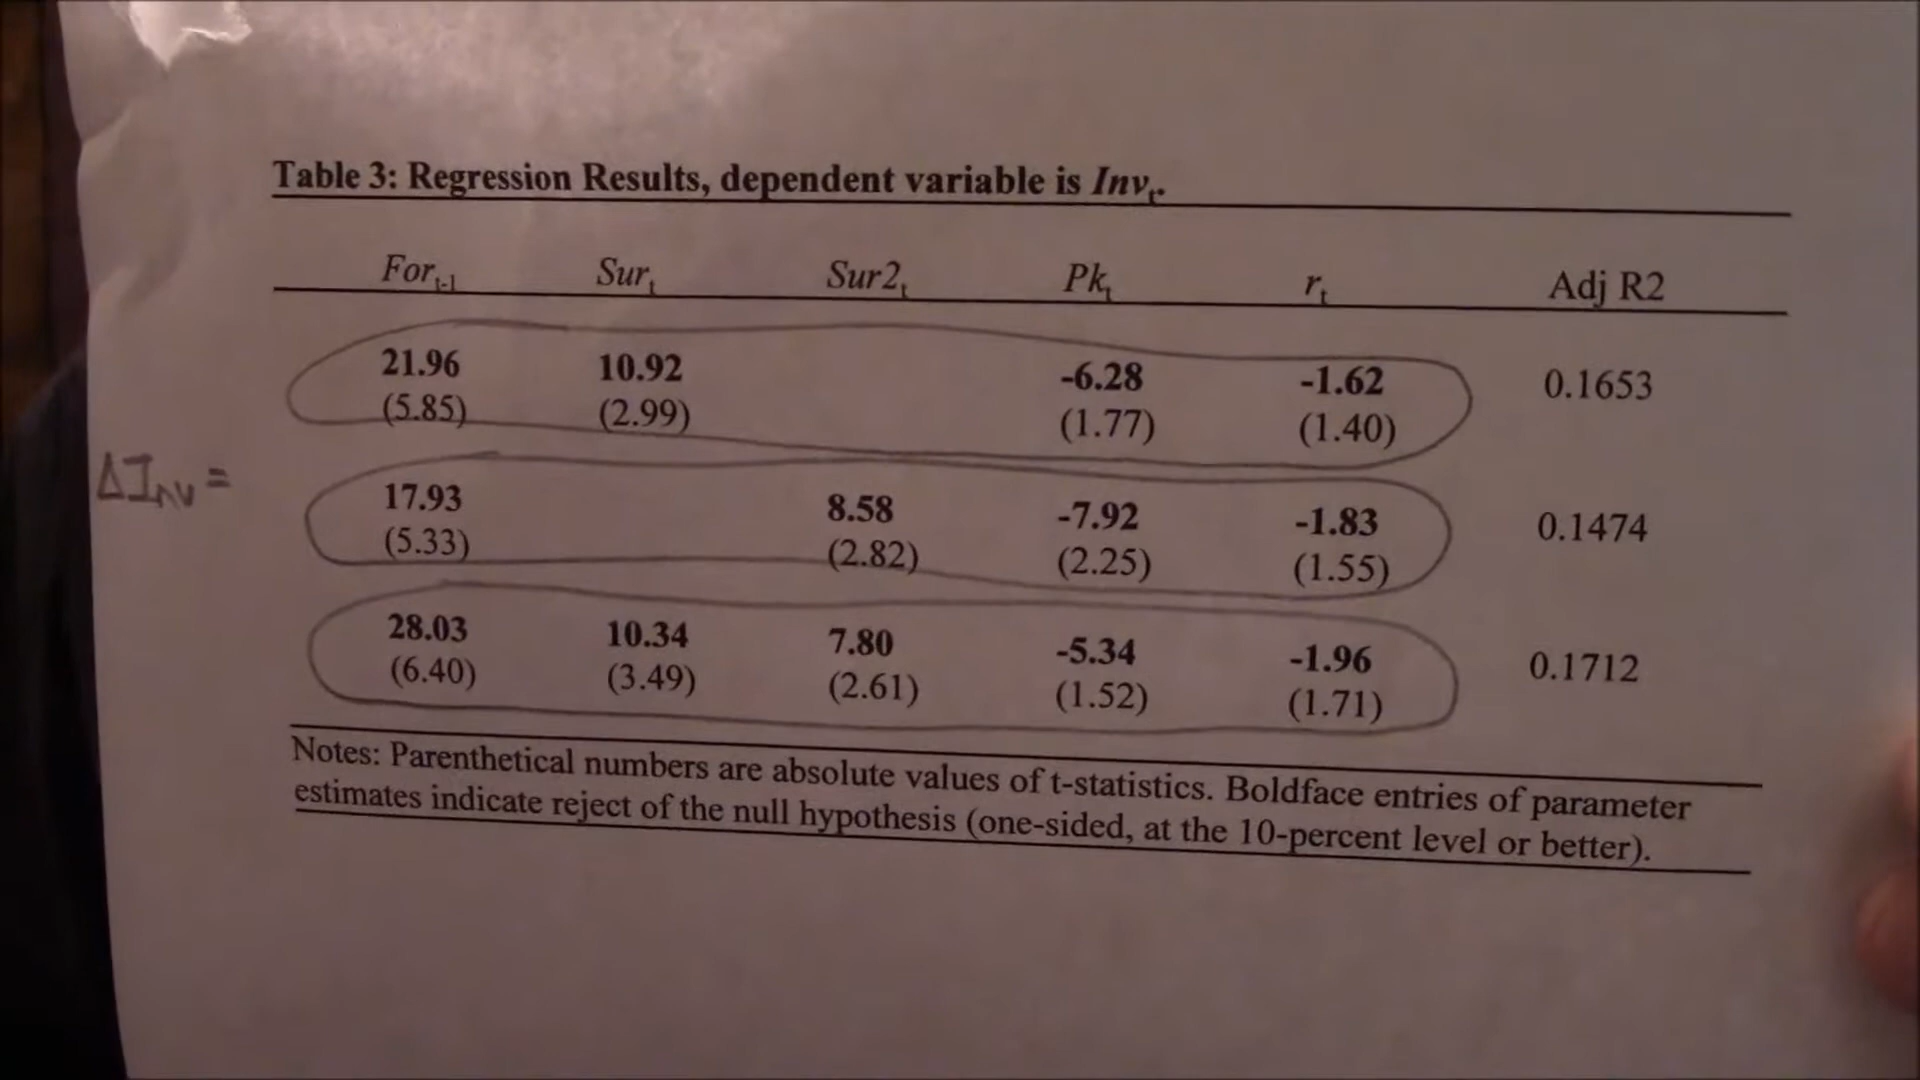 Table 3: Regression Results, dependent variable is Invt.
Fort-1 Surt Sur2t Pkt rt Adj R2
21.96 10.92 -6.28 -1.62 0.1653
(5.85) (2.99) (1.77) (1.40)
ΔInv =
17.93 8.58 -7.92 -1.83 0.1474
(5.33) (2.82) (2.25) (1.55)
28.03 10.34 7.80 -5.34 -1.96 0.1712
(6.40) (3.49) (2.61) (1.52) (1.71)
Notes: Parenthetical numbers are absolute values of t-statistics. Boldface entries of parameter
estimates indicate reject of the null hypothesis (one-sided, at the 10-percent level or better).